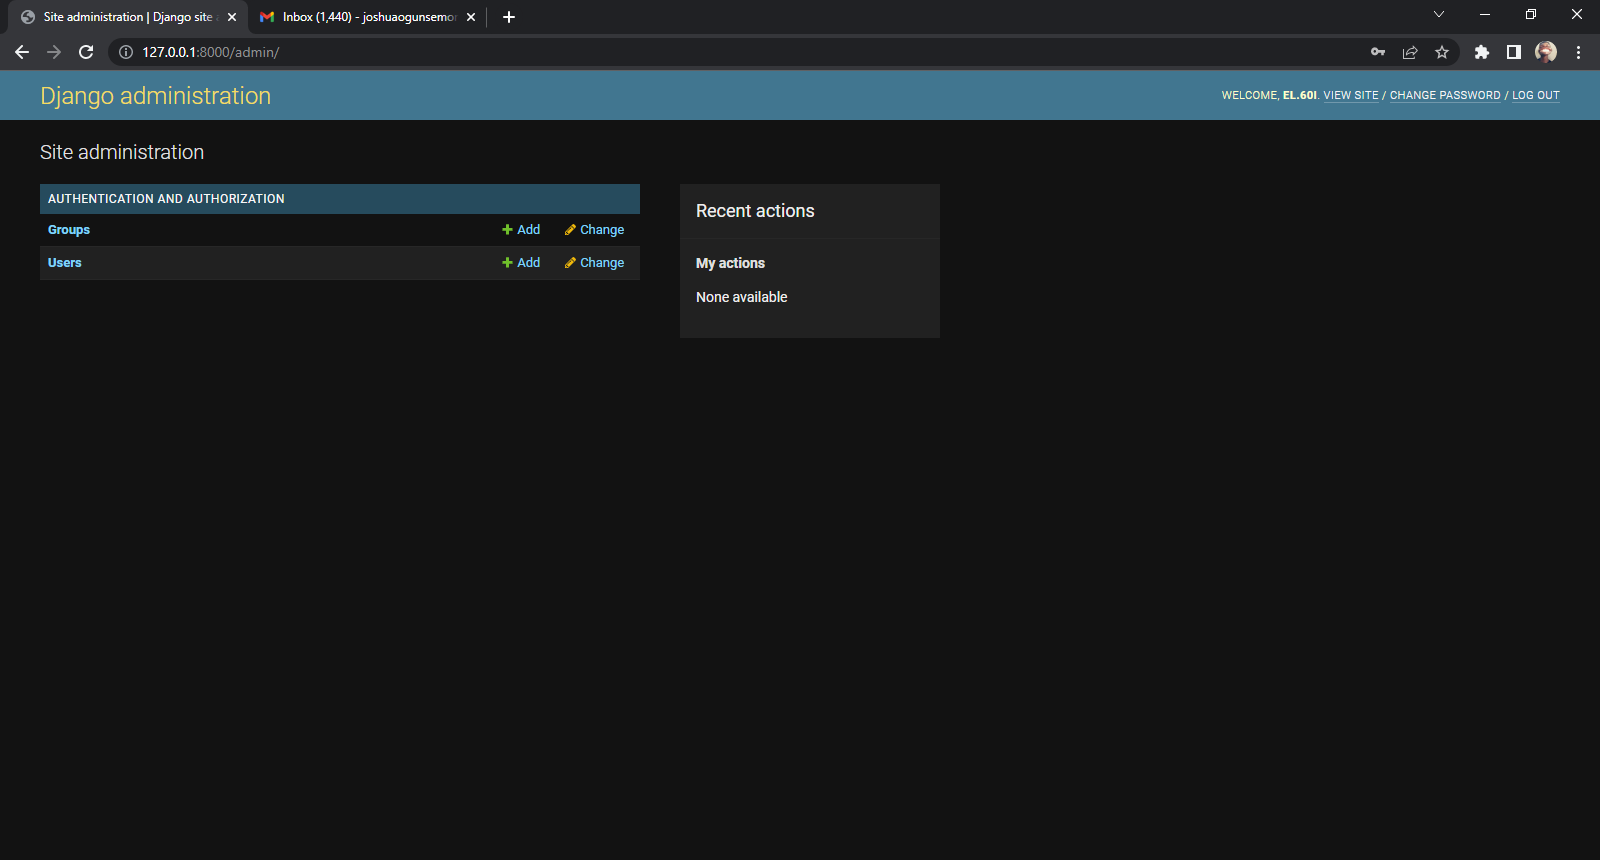 Site administration | Django site a
Inbox (1,440) - joshuaogunsemor
127.0.0.1:8000/admin/
Django administration
WELCOME, EL.60I. VIEW SITE / CHANGE PASSWORD / LOG OUT
Site administration
AUTHENTICATION AND AUTHORIZATION
Groups Add Change
Users Add Change
Recent actions
My actions
None available